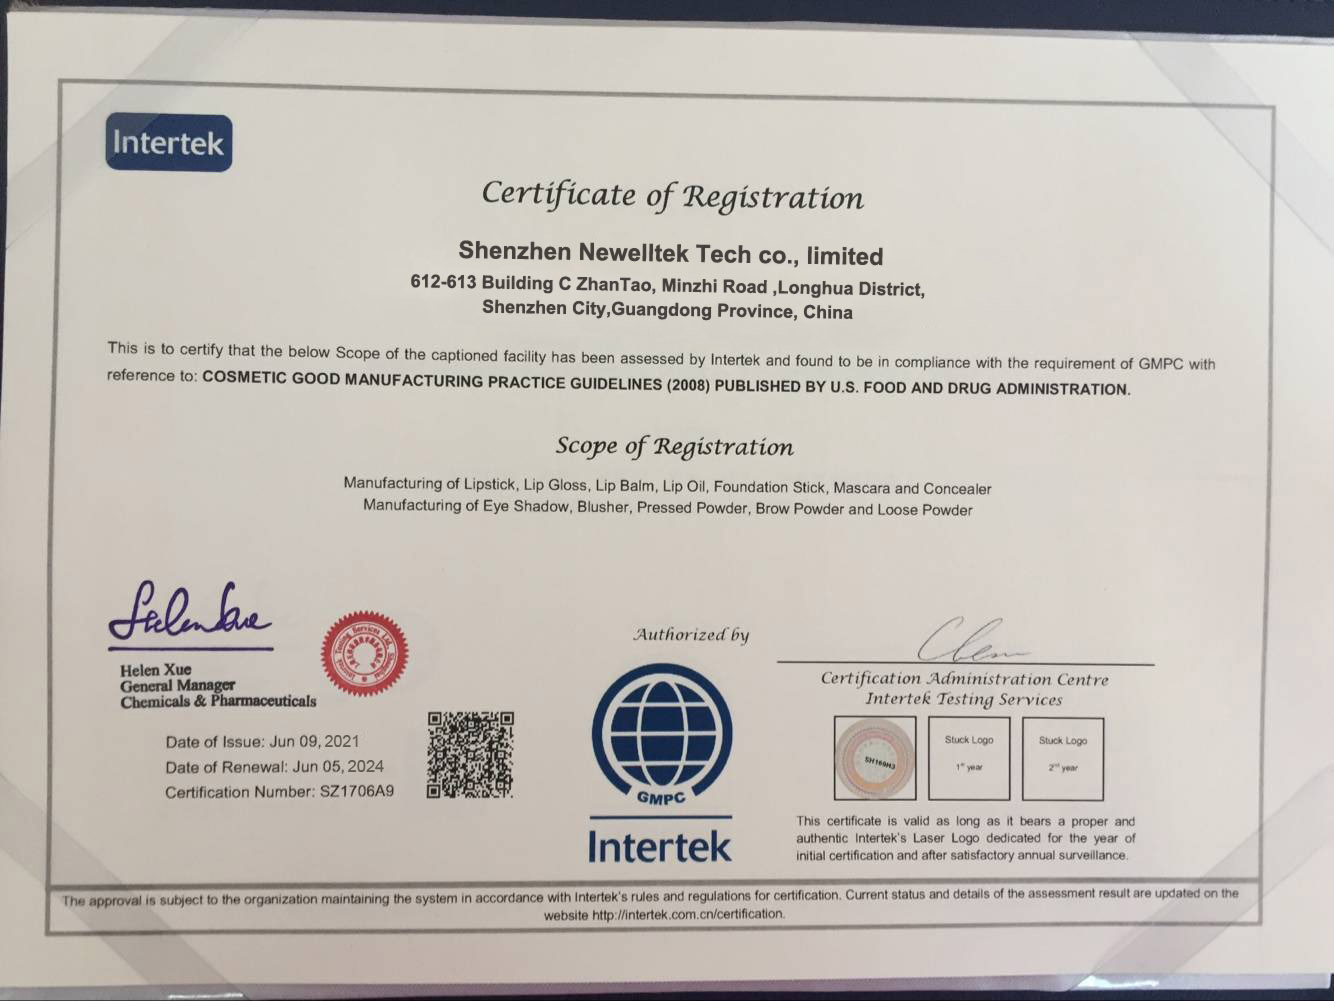 Intertek
Certificate of Registration
Shenzhen Newelltek Tech co., limited
612-613 Building C ZhanTao, Minzhi Road ,Longhua District,
Shenzhen City,Guangdong Province, China
This is to certify that the below Scope of the captioned facility has been assessed by Intertek and found to be in compliance with the requirement of GMPC with
reference to: COSMETIC GOOD MANUFACTURING PRACTICE GUIDELINES (2008) PUBLISHED BY U.S. FOOD AND DRUG ADMINISTRATION.
Scope of Registration
Manufacturing of Lipstick, Lip Gloss, Lip Balm, Lip Oil, Foundation Stick, Mascara and Concealer
Manufacturing of Eye Shadow, Blusher, Pressed Powder, Brow Powder and Loose Powder
Helen Xue
General Manager
Chemicals & Pharmaceuticals
Date of Issue: Jun 09, 2021
Date of Renewal: Jun 05, 2024
Certification Number: SZ1706A9
Authorized by
GMPC
Intertek
Certification Administration Centre
Intertek Testing Services
SH169H3
Stuck Logo
1st year
Stuck Logo
2nd year
This certificate is valid as long as it bears a proper and
authentic Intertek's Laser Logo dedicated for the year of
initial certification and after satisfactory annual surveillance.
The approval is subject to the organization maintaining the system in accordance with Intertek's rules and regulations for certification. Current status and details of the assessment result are updated on the
website http://intertek.com.cn/certification.